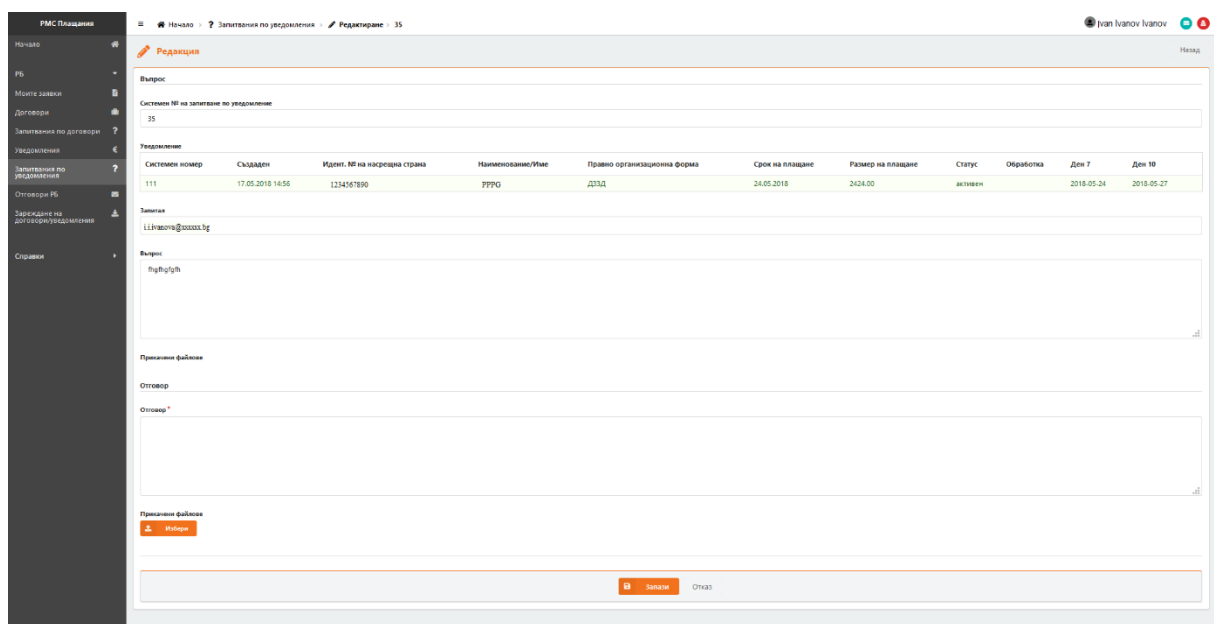 РМС Плащания
Начало › ? Запитвания по уведомления › Редактиране › 35
Ivan Ivanov Ivanov
Начало
РБ
Моите заявки
Договори
Запитвания по договори ?
Уведомления €
Запитвания по
уведомления ?
Отговори РБ
Зареждане на
договори/уведомления
Справки
Редакция
Назад
Въпрос
Системен № на запитване по уведомление
35
Уведомление
Системен номер Създаден Идент. № на насрещна страна Наименование/Име Правно организационна форма Срок на плащане Размер на плащане Статус Обработка Ден 7 Ден 10
111 17.05.2018 14:56 1234567890 PPPG ДЗЗД 24.05.2018 2424.00 активен 2018-05-24 2018-05-27
Запитал
i.i.ivanova@xxxxxx.bg
Въпрос
fhgfhgfgfh
Прикачени файлове
Отговор
Отговор *
Прикачени файлове
Избери
Запази Отказ